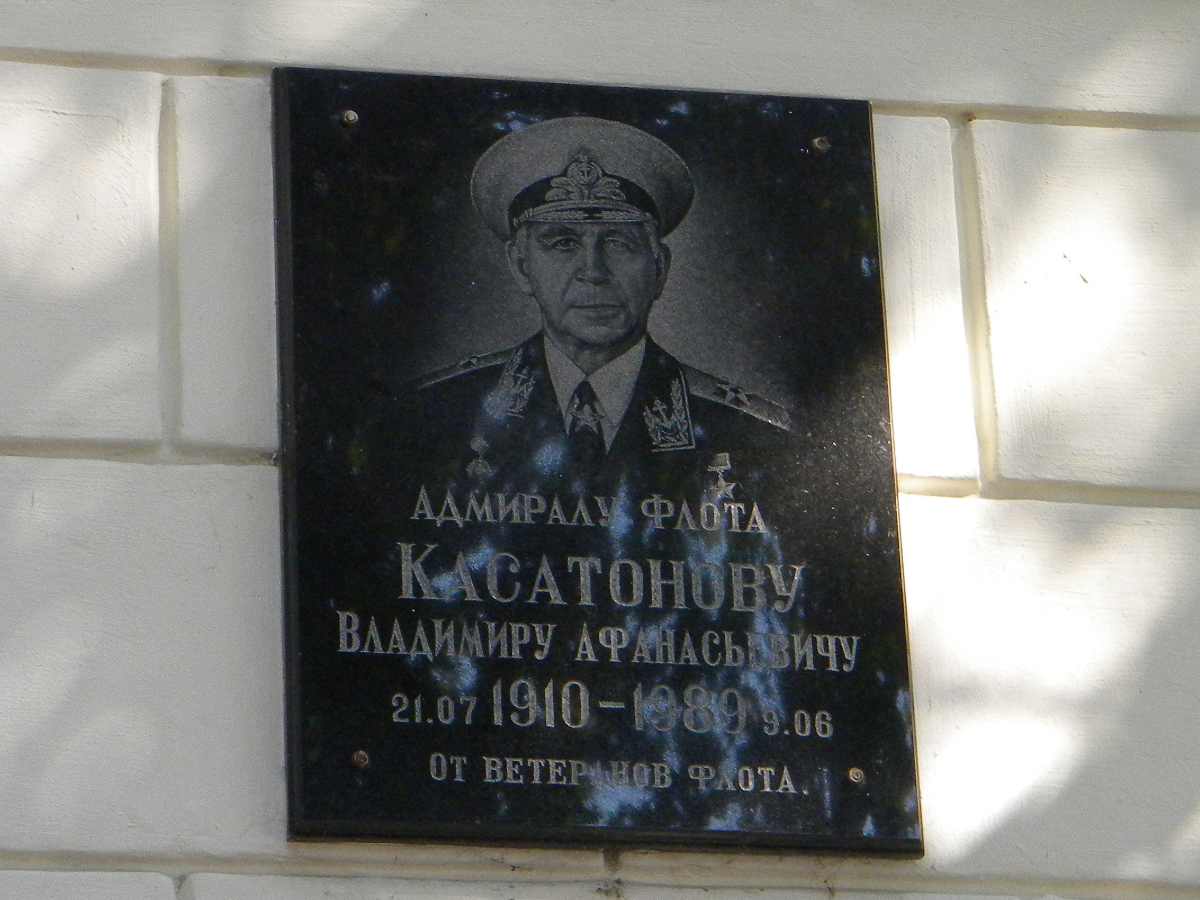 Адмиралу флота
Касатонову
Владимиру Афанасьевичу
21.07 1910-1989 9.06
От ветеранов флота.